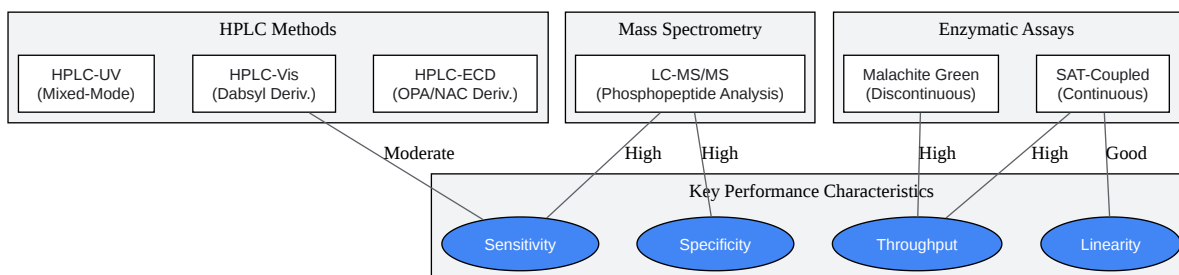 HPLC Methods
Mass Spectrometry
Enzymatic Assays
HPLC-UV
(Mixed-Mode)
HPLC-Vis
(Dabsyl Deriv.)
HPLC-ECD
(OPA/NAC Deriv.)
LC-MS/MS
(Phosphopeptide Analysis)
Malachite Green
(Discontinuous)
SAT-Coupled
(Continuous)
Moderate
High
High
High
High
Good
Key Performance Characteristics
Sensitivity
Specificity
Throughput
Linearity